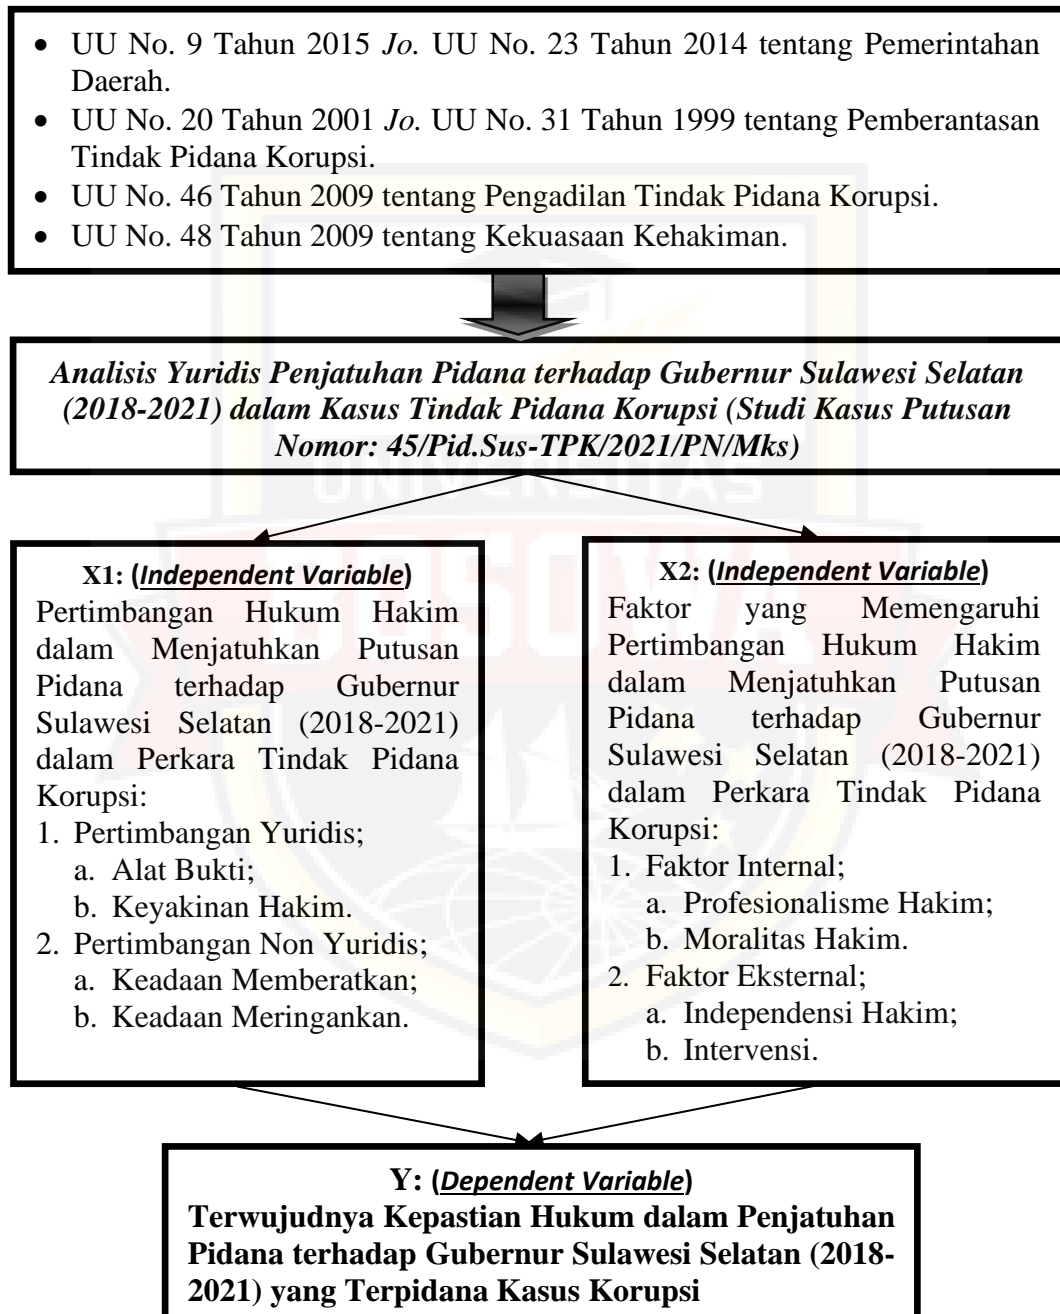 • UU No. 9 Tahun 2015 Jo. UU No. 23 Tahun 2014 tentang Pemerintahan
Daerah.
• UU No. 20 Tahun 2001 Jo. UU No. 31 Tahun 1999 tentang Pemberantasan
Tindak Pidana Korupsi.
• UU No. 46 Tahun 2009 tentang Pengadilan Tindak Pidana Korupsi.
• UU No. 48 Tahun 2009 tentang Kekuasaan Kehakiman.
Analisis Yuridis Penjatuhan Pidana terhadap Gubernur Sulawesi Selatan
(2018-2021) dalam Kasus Tindak Pidana Korupsi (Studi Kasus Putusan
Nomor: 45/Pid.Sus-TPK/2021/PN/Mks)
UNIVERSITAS
BOSOWA
X1: (Independent Variable)
Pertimbangan Hukum Hakim
dalam Menjatuhkan Putusan
Pidana terhadap Gubernur
Sulawesi Selatan (2018-2021)
dalam Perkara Tindak Pidana
Korupsi:
1. Pertimbangan Yuridis;
a. Alat Bukti;
b. Keyakinan Hakim.
2. Pertimbangan Non Yuridis;
a. Keadaan Memberatkan;
b. Keadaan Meringankan.
X2: (Independent Variable)
Faktor yang Memengaruhi
Pertimbangan Hukum Hakim
dalam Menjatuhkan Putusan
Pidana terhadap Gubernur
Sulawesi Selatan (2018-2021)
dalam Perkara Tindak Pidana
Korupsi:
1. Faktor Internal;
a. Profesionalisme Hakim;
b. Moralitas Hakim.
2. Faktor Eksternal;
a. Independensi Hakim;
b. Intervensi.
Y: (Dependent Variable)
Terwujudnya Kepastian Hukum dalam Penjatuhan
Pidana terhadap Gubernur Sulawesi Selatan (2018-
2021) yang Terpidana Kasus Korupsi